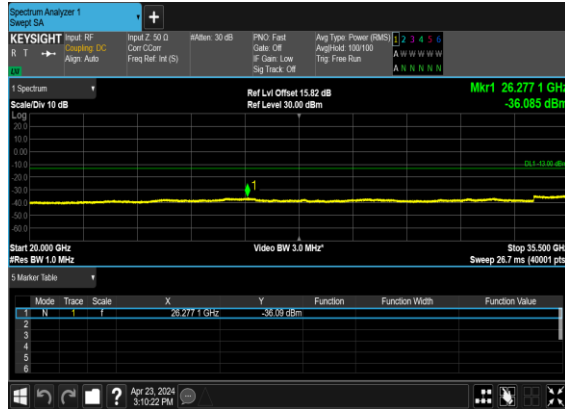 Spectrum Analyzer 1
Swept SA
+
KEYSIGHT Input: RF Input Z: 50 Ω #Atten: 30 dB PNO: Fast Avg Type: Power (RMS) 1 2 3 4 5 6
R T Coupling: DC Corr CCorr Gate: Off Avg|Hold: 100/100 A W W W W W
Align: Auto Freq Ref: Int (S) IF Gain: Low Trig: Free Run
Sig Track: Off A N N N N N
1 Spectrum Ref Lvl Offset 15.82 dB Mkr1 26.277 1 GHz
Scale/Div 10 dB Ref Level 30.00 dBm -36.085 dBm
Log
20.0
10.0
0.00
-10.0
DL1 -13.00 dBm
-20.0
1
-30.0
-40.0
-50.0
-60.0
Start 20.000 GHz Video BW 3.0 MHz* Stop 35.500 GHz
#Res BW 1.0 MHz Sweep 26.7 ms (40001 pts)
5 Marker Table
Mode Trace Scale X Y Function Function Width Function Value
1 N 1 f 26.277 1 GHz -36.09 dBm
2
3
4
5
6
? Apr 23, 2024
3:10:22 PM